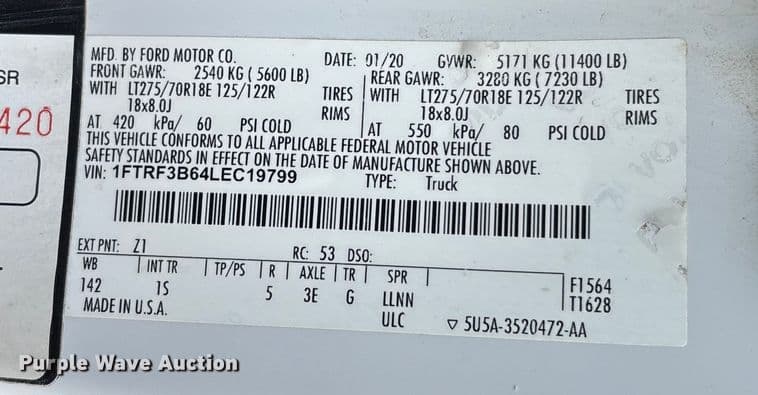 SR
420
MFD. BY FORD MOTOR CO. DATE: 01/20 GVWR: 5171 KG (11400 LB)
FRONT GAWR: 2540 KG (5600 LB) REAR GAWR: 3280 KG (7230 LB)
WITH LT275/70R18E 125/122R TIRES WITH LT275/70R18E 125/122R TIRES
18x8.0J RIMS 18x8.0J RIMS
AT 420 kPa/ 60 PSI COLD AT 550 kPa/ 80 PSI COLD
THIS VEHICLE CONFORMS TO ALL APPLICABLE FEDERAL MOTOR VEHICLE
SAFETY STANDARDS IN EFFECT ON THE DATE OF MANUFACTURE SHOWN ABOVE.
VIN: 1FTRF3B64LEC19799 TYPE: Truck
EXT PNT: Z1 RC: 53 DSO:
WB INT TR TP/PS R AXLE TR SPR F1564
142 1S 5 3E G LLNN T1628
MADE IN U.S.A. ULC ▽ 5U5A-3520472-AA
Purple Wave Auction